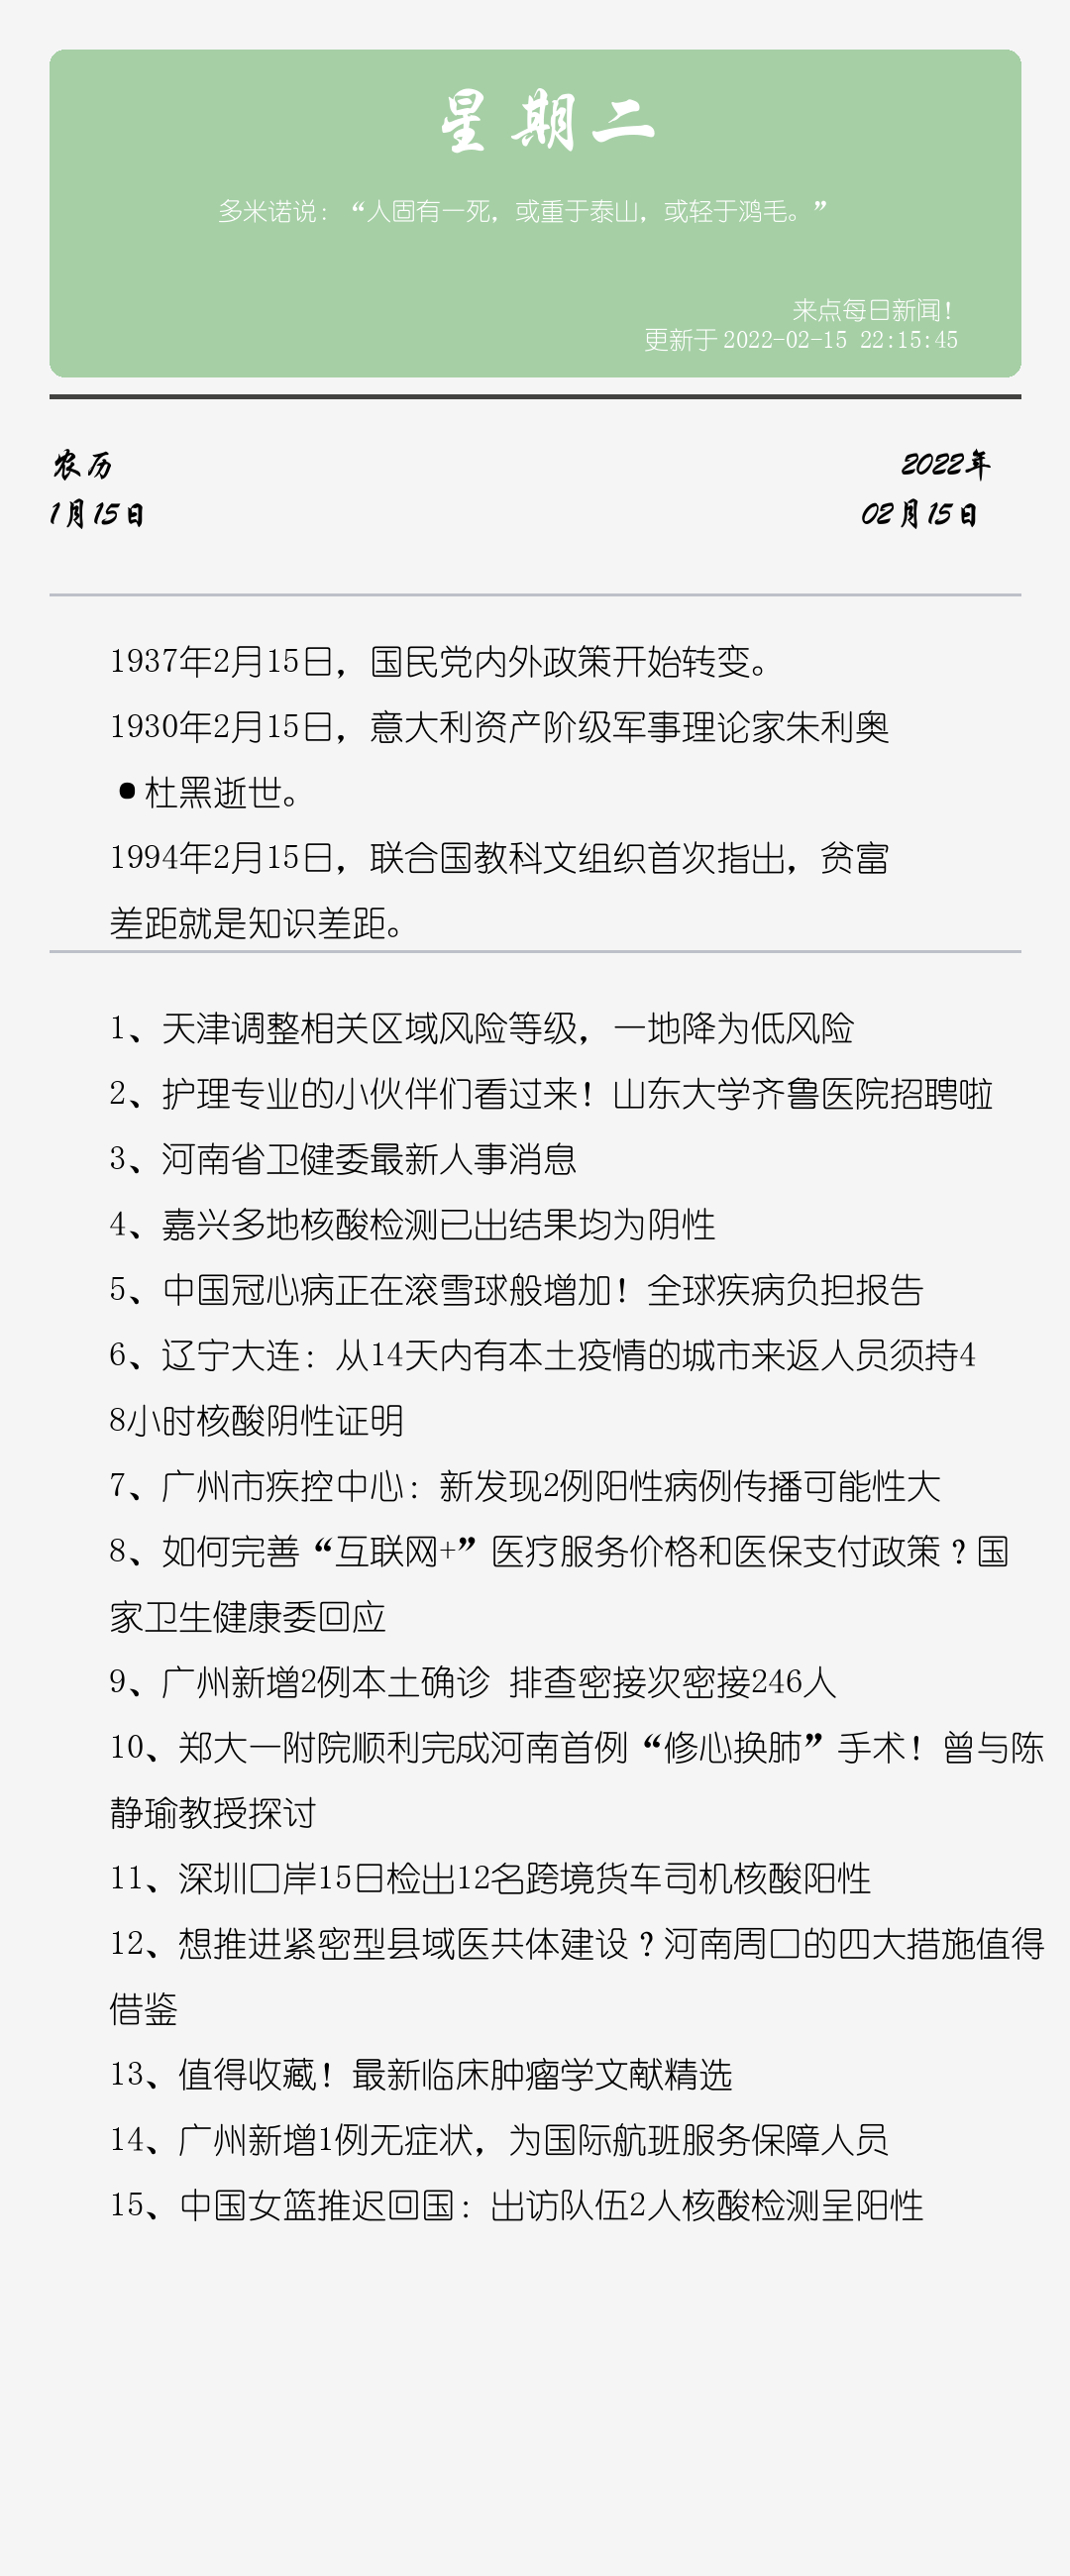 星期二
多米诺说：“人固有一死，或重于泰山，或轻于鸿毛。”
来点每日新闻！
更新于 2022-02-15 22:15:45
农历
2022年
1月15日
02月15日
1937年2月15日，国民党内外政策开始转变。
1930年2月15日，意大利资产阶级军事理论家朱利奥
•杜黑逝世。
1994年2月15日，联合国教科文组织首次指出，贫富
差距就是知识差距。
1、天津调整相关区域风险等级，一地降为低风险
2、护理专业的小伙伴们看过来！山东大学齐鲁医院招聘啦
3、河南省卫健委最新人事消息
4、嘉兴多地核酸检测已出结果均为阴性
5、中国冠心病正在滚雪球般增加！全球疾病负担报告
6、辽宁大连：从14天内有本土疫情的城市来返人员须持4
8小时核酸阴性证明
7、广州市疾控中心：新发现2例阳性病例传播可能性大
8、如何完善“互联网+”医疗服务价格和医保支付政策？国
家卫生健康委回应
9、广州新增2例本土确诊 排查密接次密接246人
10、郑大一附院顺利完成河南首例“修心换肺”手术！曾与陈
静瑜教授探讨
11、深圳口岸15日检出12名跨境货车司机核酸阳性
12、想推进紧密型县域医共体建设？河南周口的四大措施值得
借鉴
13、值得收藏！最新临床肿瘤学文献精选
14、广州新增1例无症状，为国际航班服务保障人员
15、中国女篮推迟回国：出访队伍2人核酸检测呈阳性